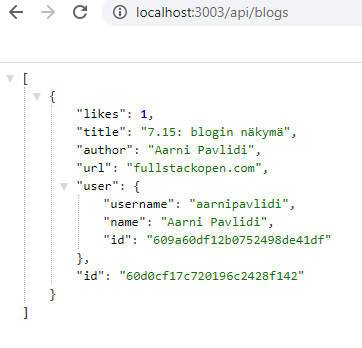 localhost:3003/api/blogs
[
{
"likes": 1,
"title": "7.15: blogin näkymä",
"author": "Aarni Pavlidi",
"url": "fullstackopen.com",
"user": {
"username": "aarnipavlidi",
"name": "Aarni Pavlidi",
"id": "609a60df12b0752498de41df"
},
"id": "60d0cf17c720196c2428f142"
}
]